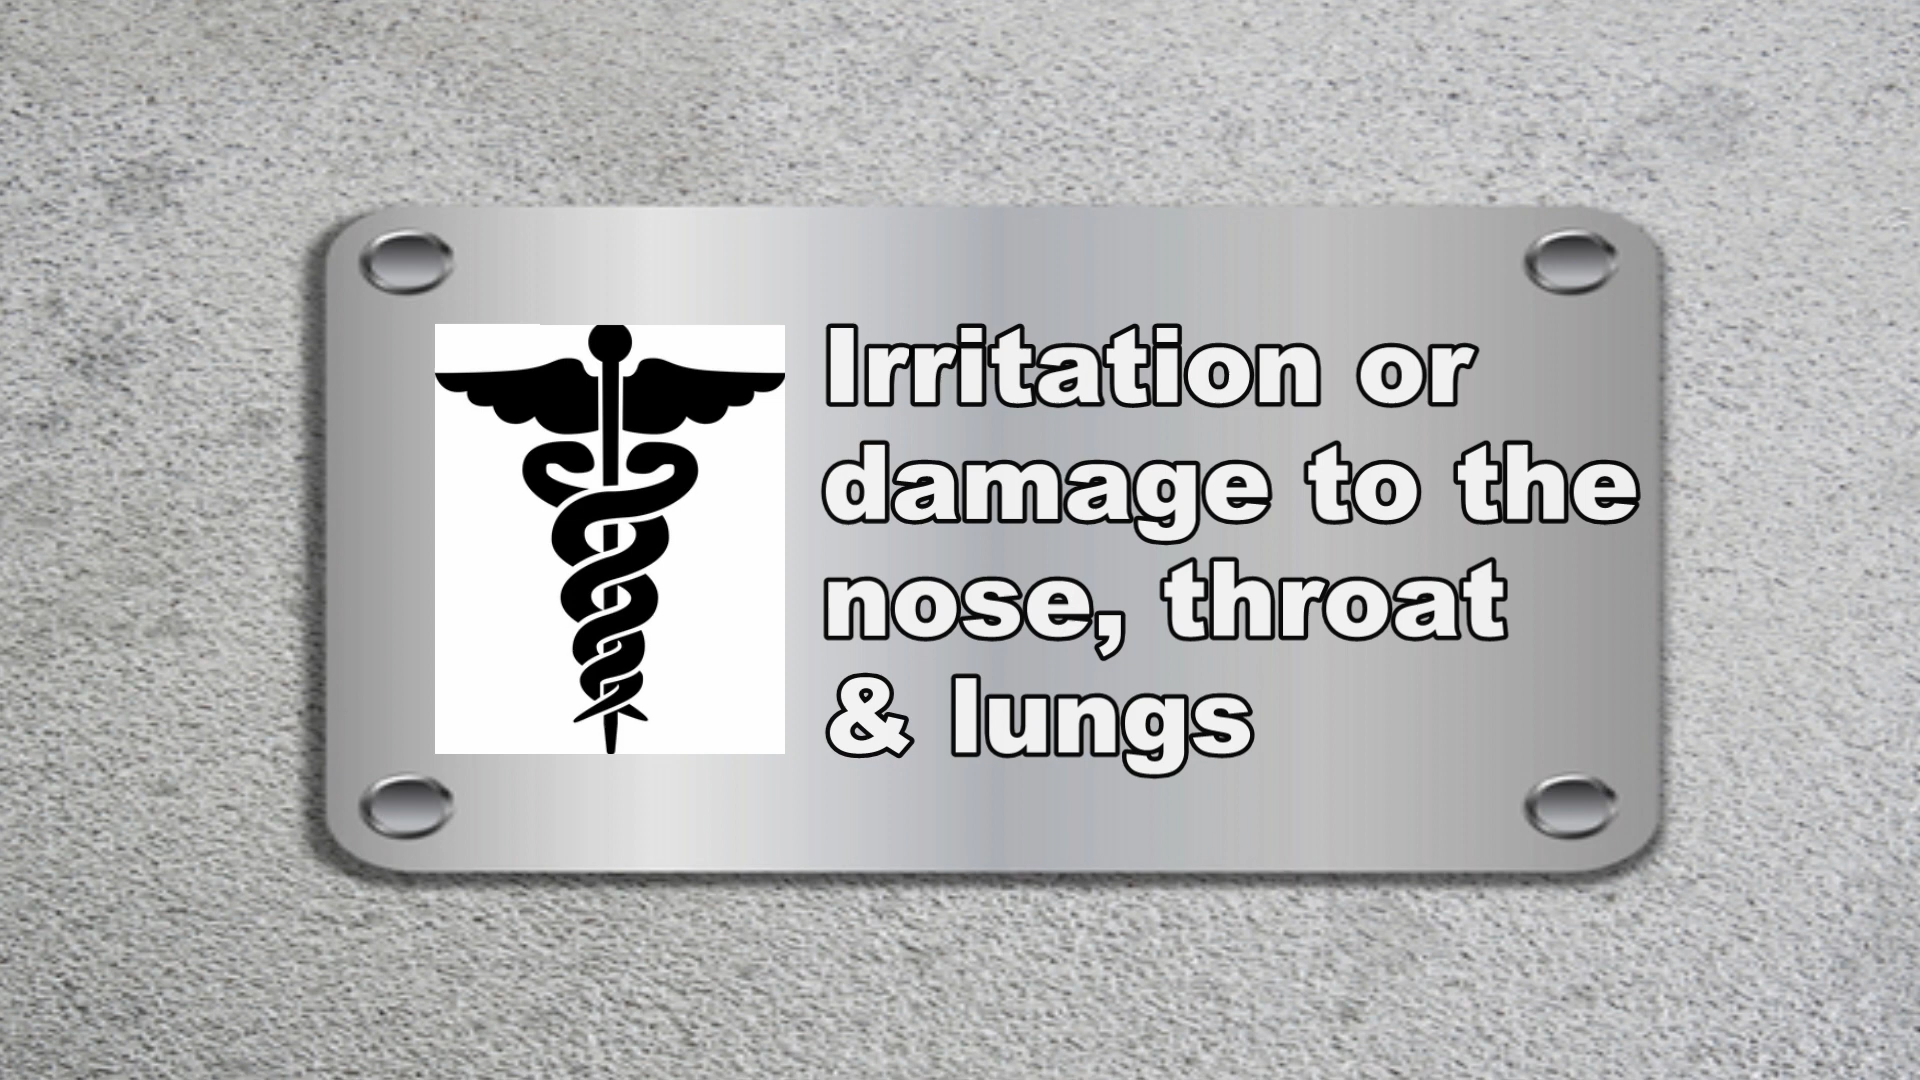 Irritation or
damage to the
nose, throat
& lungs